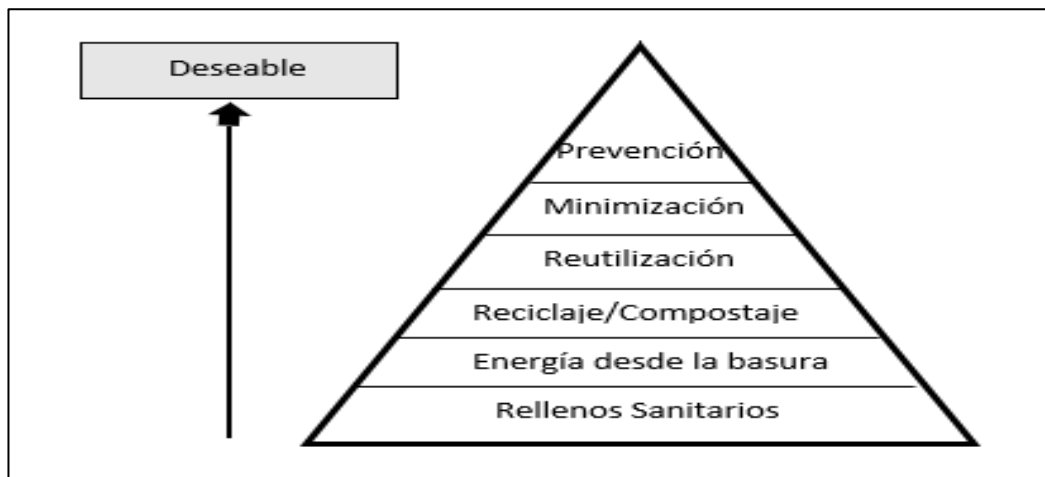 Deseable
Prevención
Minimización
Reutilización
Reciclaje/Compostaje
Energía desde la basura
Rellenos Sanitarios